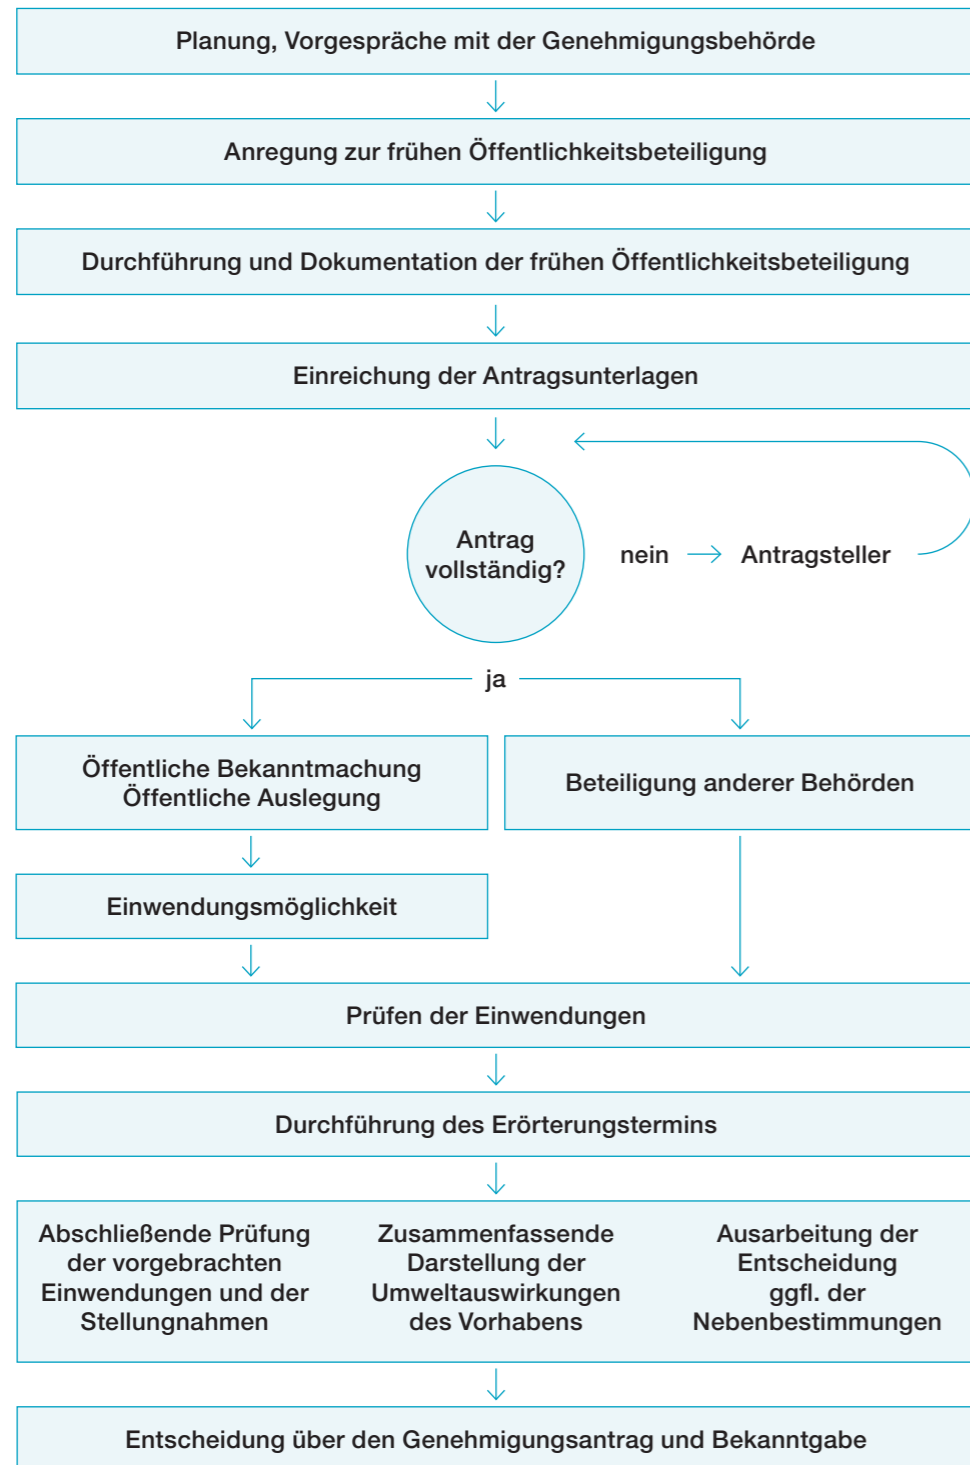 Planung, Vorgespräche mit der Genehmigungsbehörde
Anregung zur frühen Öffentlichkeitsbeteiligung
Durchführung und Dokumentation der frühen Öffentlichkeitsbeteiligung
Einreichung der Antragsunterlagen
Antrag
vollständig?
nein
Antragsteller
ja
Öffentliche Bekanntmachung
Öffentliche Auslegung
Beteiligung anderer Behörden
Einwendungsmöglichkeit
Prüfen der Einwendungen
Durchführung des Erörterungstermins
Abschließende Prüfung
der vorgebrachten
Einwendungen und der
Stellungnahmen
Zusammenfassende
Darstellung der
Umweltauswirkungen
des Vorhabens
Ausarbeitung der
Entscheidung
ggfl. der
Nebenbestimmungen
Entscheidung über den Genehmigungsantrag und Bekanntgabe